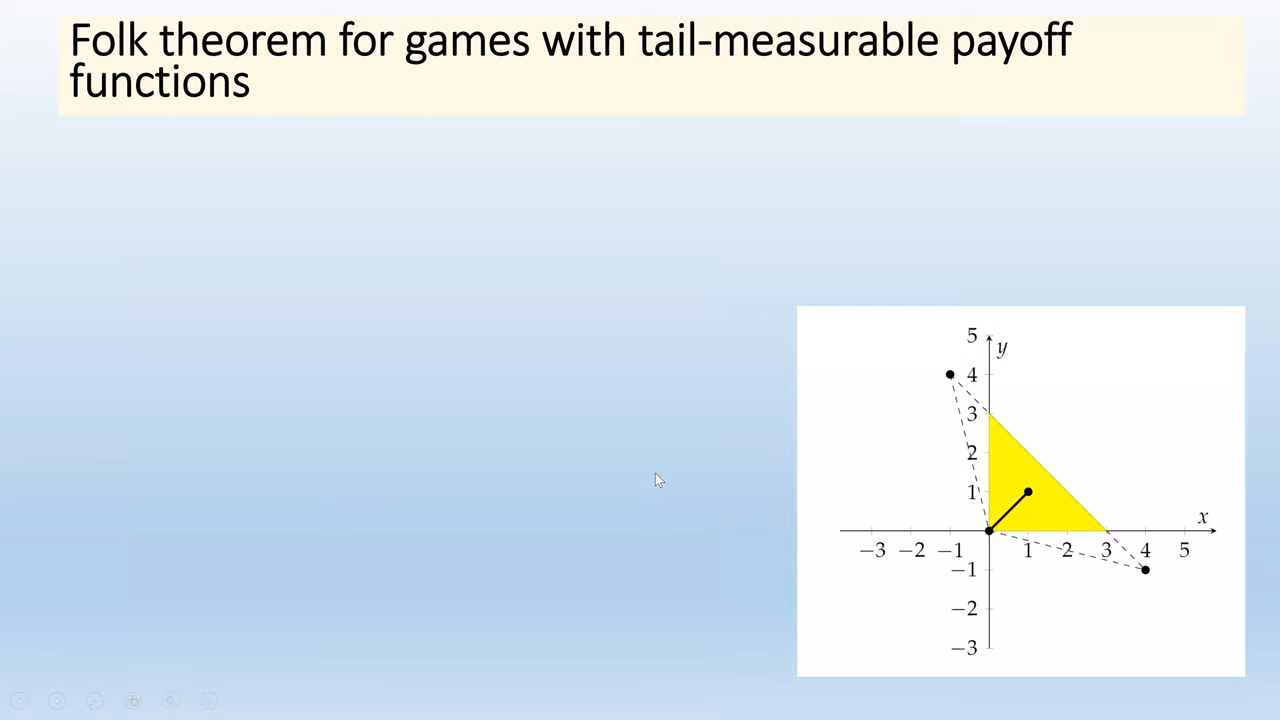 Folk theorem for games with tail-measurable payoff
functions
5
y
4
3
2
1
x
−3 −2 −1 1 2 3 4 5
−1
−2
−3